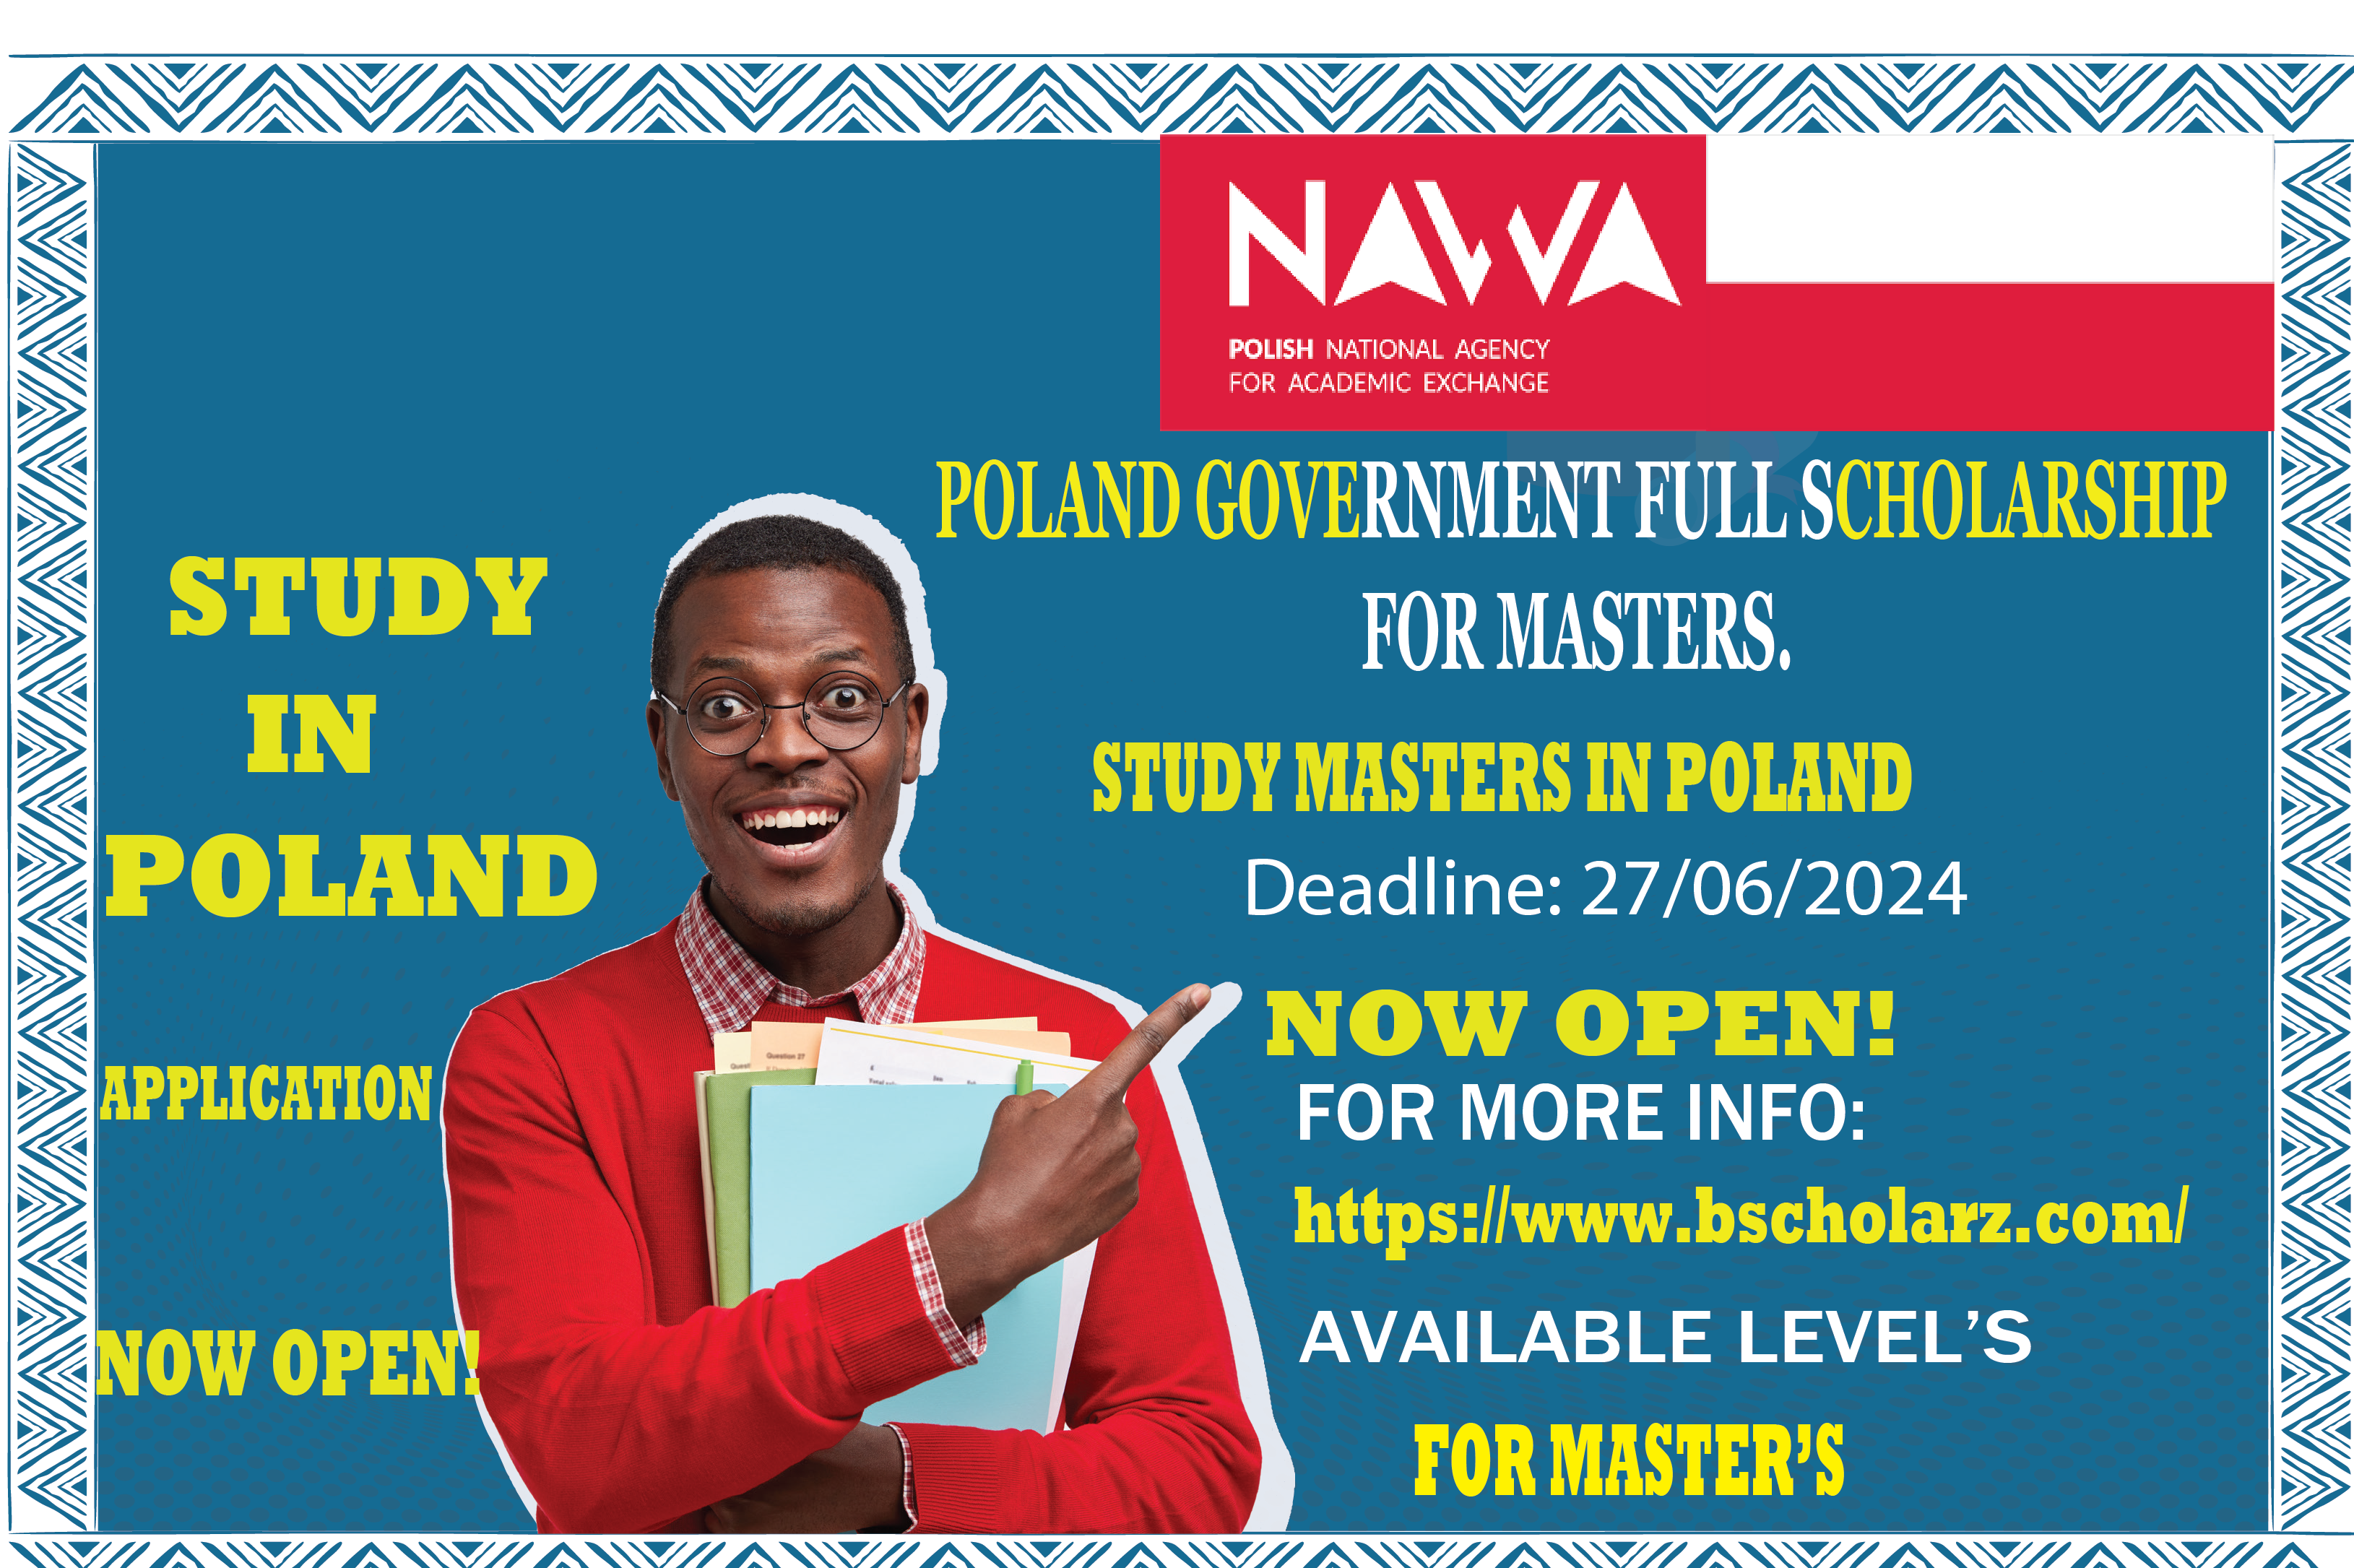 NAWA
POLISH NATIONAL AGENCY
FOR ACADEMIC EXCHANGE
POLAND GOVERNMENT FULL SCHOLARSHIP
FOR MASTERS.
STUDY
IN
POLAND
STUDY MASTERS IN POLAND
Deadline: 27/06/2024
NOW OPEN!
FOR MORE INFO:
https://www.bscholarz.com/
AVAILABLE LEVEL’S
FOR MASTER’S
APPLICATION
NOW OPEN!
Question 27